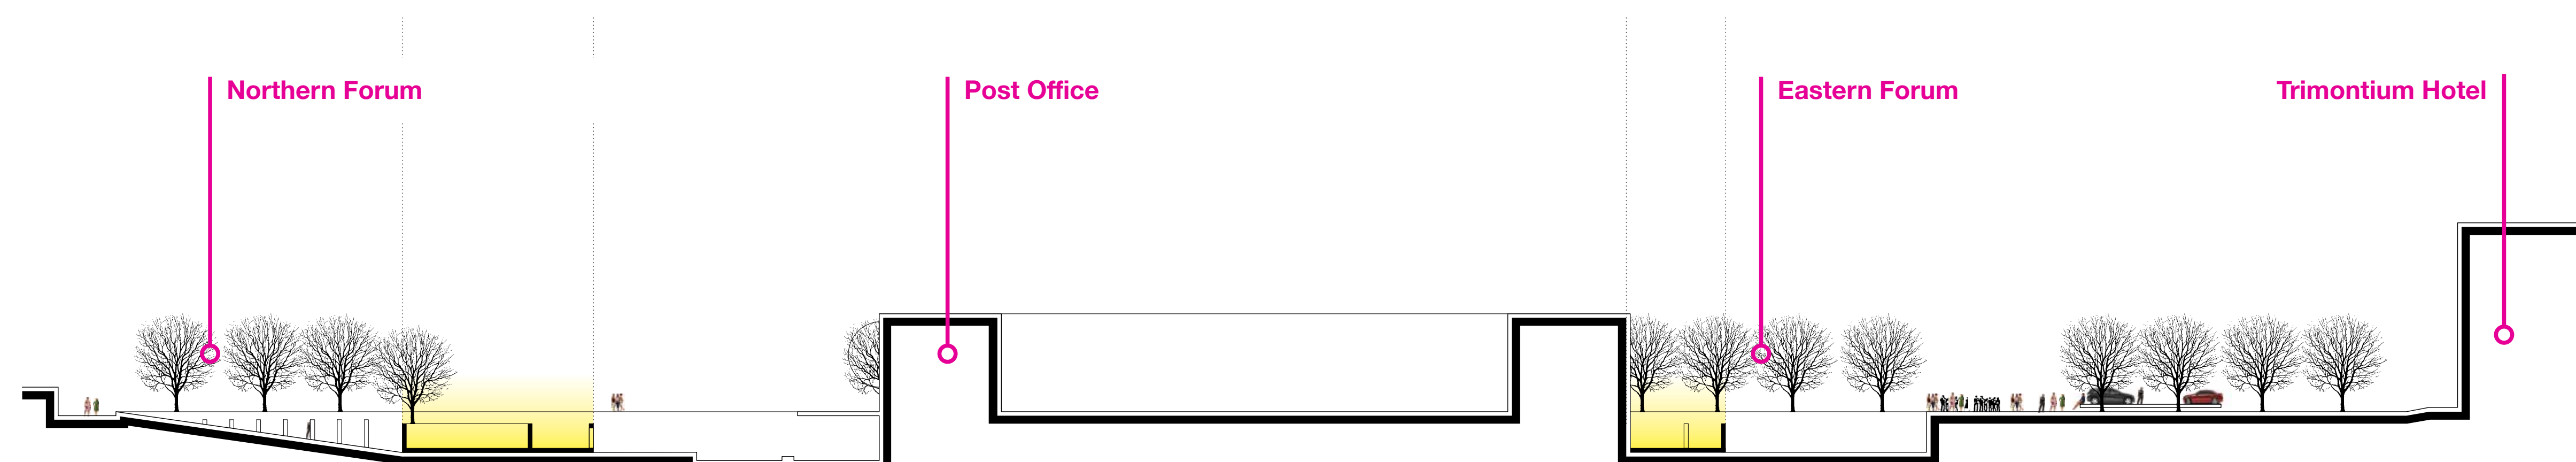 Northern Forum
Post Office
Eastern Forum
Trimontium Hotel